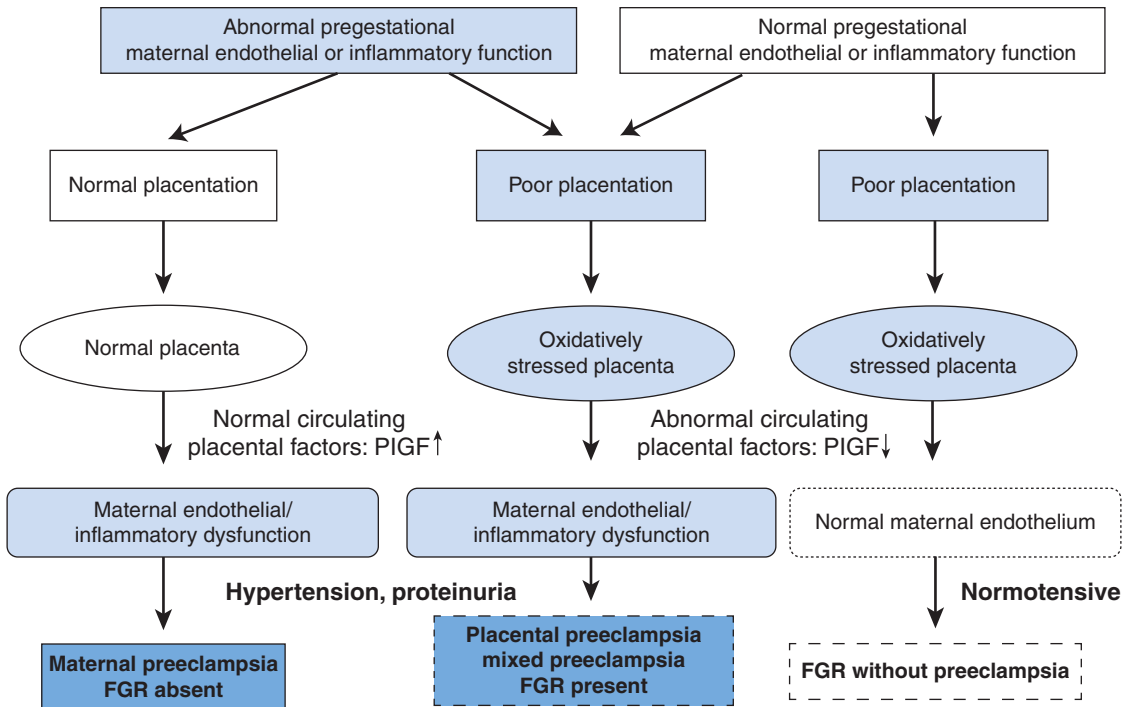 Abnormal pregestational
maternal endothelial or inflammatory function
Normal pregestational
maternal endothelial or inflammatory function
Normal placentation
Poor placentation
Poor placentation
Normal placenta
Oxidatively
stressed placenta
Oxidatively
stressed placenta
Normal circulating
placental factors: PIGF↑
Abnormal circulating
placental factors: PIGF↓
Maternal endothelial/
inflammatory dysfunction
Maternal endothelial/
inflammatory dysfunction
Normal maternal endothelium
Hypertension, proteinuria
Normotensive
Maternal preeclampsia
FGR absent
Placental preeclampsia
mixed preeclampsia
FGR present
FGR without preeclampsia